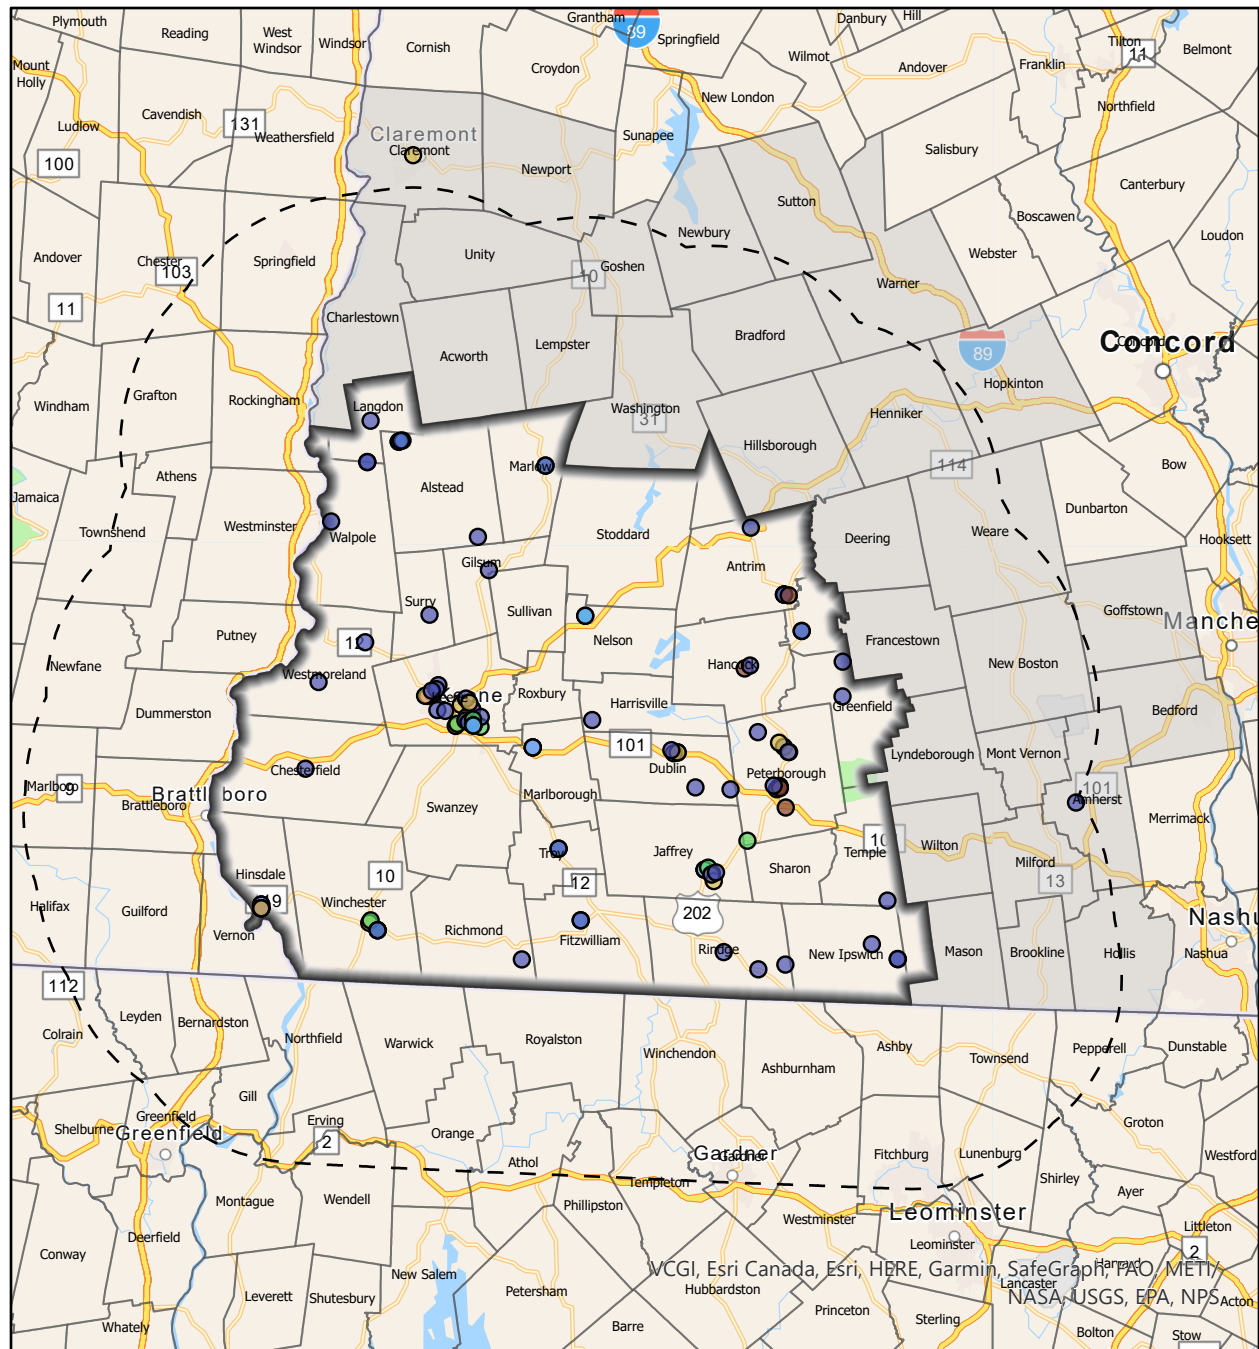 Plymouth
Reading
West
Windsor
Windsor
Cornish
Grantham
89
Springfield
Danbury
Hill
Tilton
11
Belmont
Mount
Holly
Croydon
Wilmot
Andover
Franklin
Cavendish
New London
Northfield
Ludlow
131
Weathersfield
Claremont
Claremont
Sunapee
100
Newport
Salisbury
Canterbury
Sutton
Boscawen
Newbury
Loudon
Andover
Chester
103
Springfield
Unity
Goshen
10
Webster
Warner
11
Charlestown
Acworth
Lempster
Bradford
89
Concord
Concord
Hopkinton
Windham
Grafton
Rockingham
Langdon
Washington
31
Henniker
Hillsborough
Jamaica
Athens
Alstead
Marlow
114
Bow
Townshend
Westminster
Walpole
Stoddard
Deering
Weare
Dunbarton
Hooksett
Gilsum
Antrim
Surry
Sullivan
Goffstown
Manche
Putney
12
Nelson
Francestown
Newfane
Westmoreland
Hancock
New Boston
Dummerston
Keene
ne
Roxbury
Harrisville
Greenfield
Bedford
101
Lyndeborough
Mont Vernon
Chesterfield
Dublin
Peterborough
101
Marlboro
9
Brattleboro
Brattleboro
Swanzey
Marlborough
Amherst
Merrimack
Troy
Jaffrey
Sharon
Temple
10
Wilton
Milford
Hinsdale
10
12
13
Halifax
Guilford
19
Winchester
202
Nashu
Vernon
Richmond
Fitzwilliam
Rindge
New Ipswich
Mason
Brookline
Hollis
Nashua
112
Leyden
Bernardston
Colrain
Northfield
Warwick
Royalston
Winchendon
Ashby
Townsend
Pepperell
Dunstable
Ashburnham
Gill
Greenfield
Erving
Groton
Shelburne
Greenfield
2
Orange
Athol
Gardner
Gardner
Fitchburg
Lunenburg
Westford
Templeton
Shirley
Ayer
Montague
Wendell
Phillipston
Westminster
Leominster
Littleton
Deerfield
Leominster
2
Conway
New Salem
VCGI, Esri Canada, Esri, HERE, Garmin, SafeGraph, FAO, METI/
NASA, USGS, EPA, NPS
Harvard
Lancaster
Leverett
Shutesbury
Petersham
Hubbardston
Princeton
Sterling
Acton
Whately
Barre
Bolton
Stow